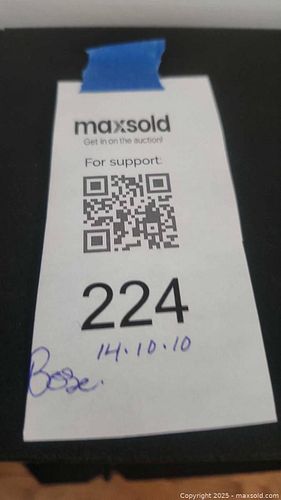 maxsold
Get in on the auction!
For support:
224
14.10.10
Bose.
Copyright 2025 - maxsold.com